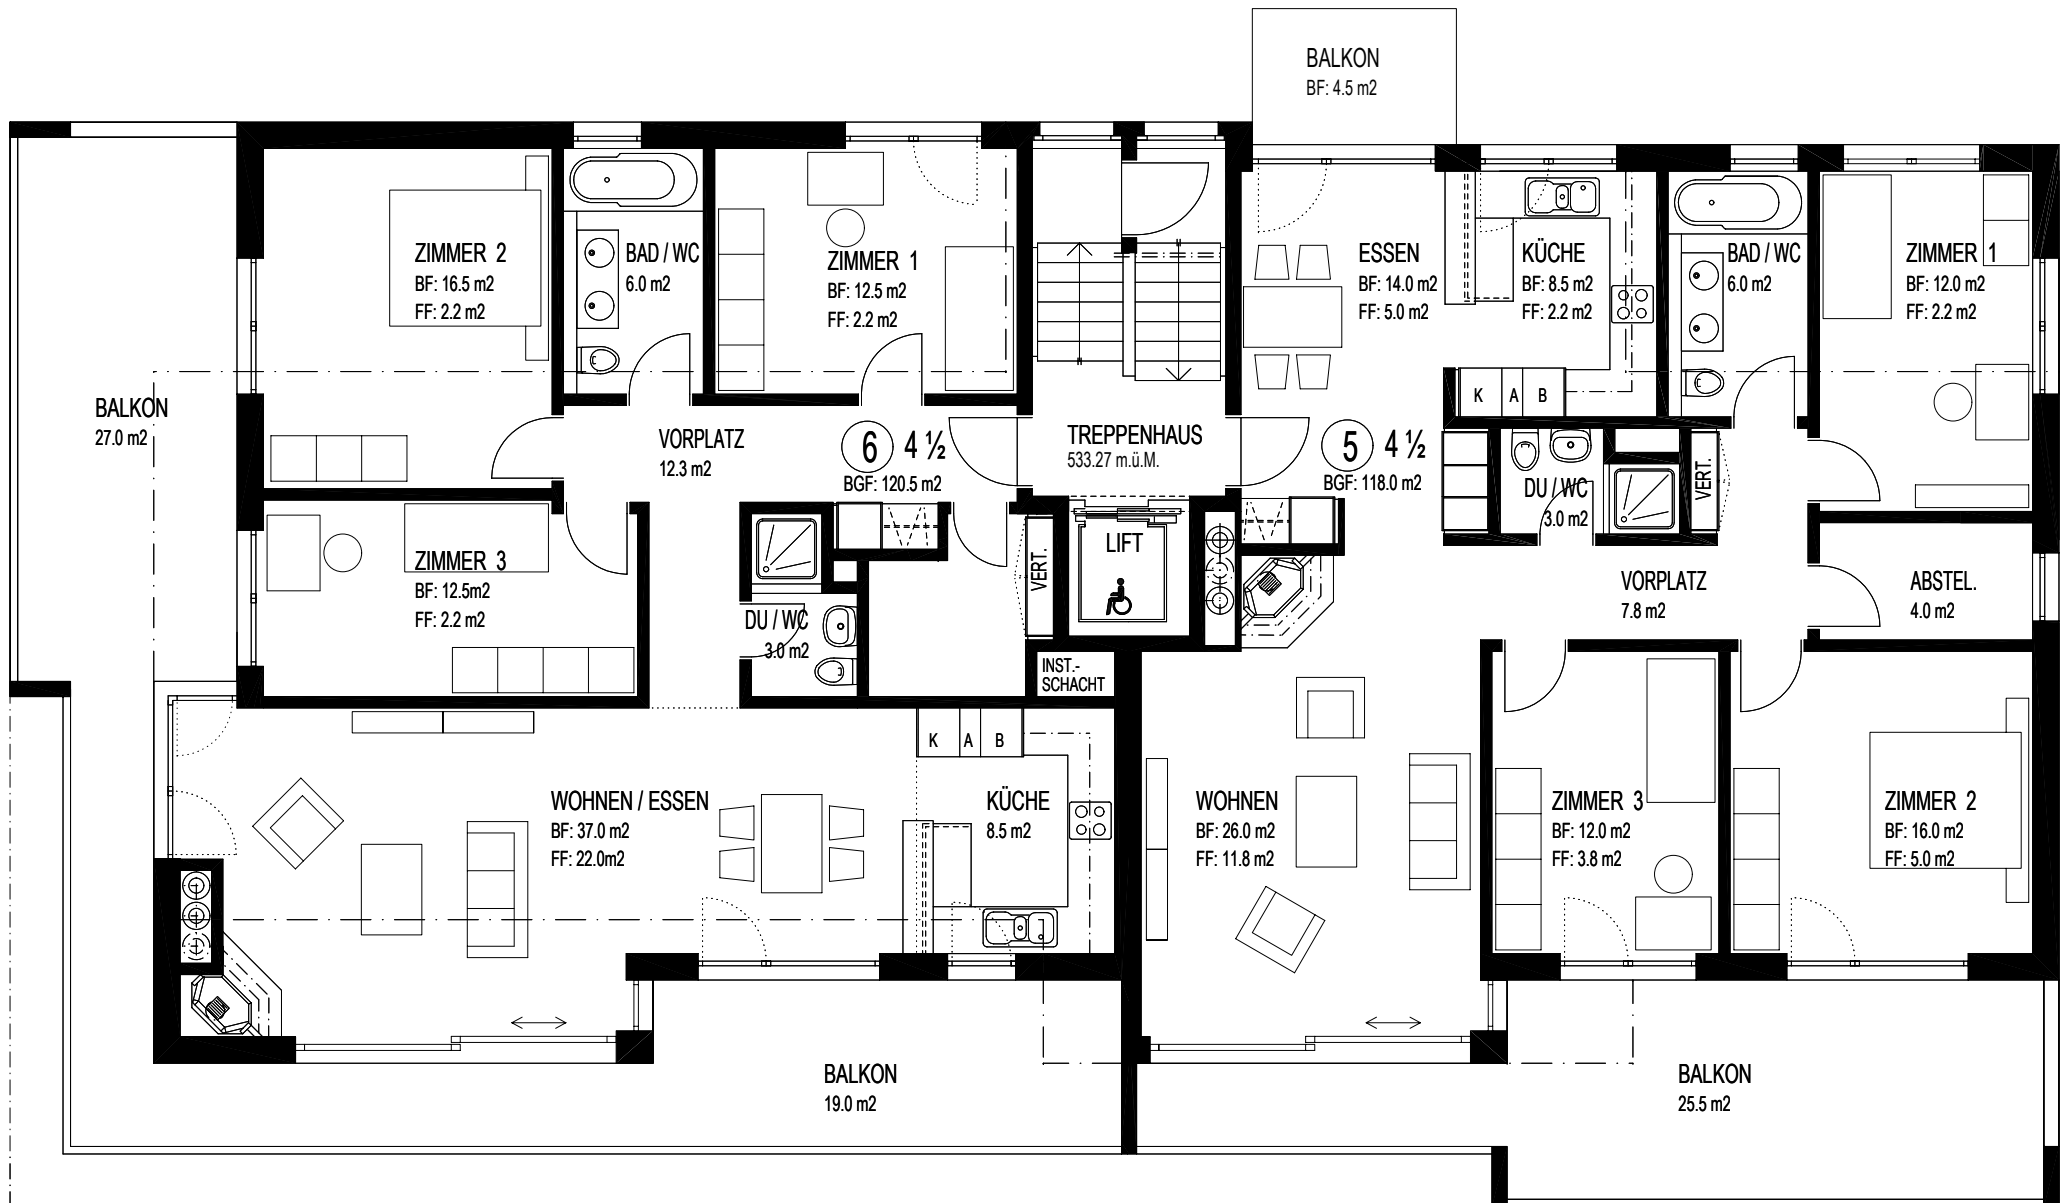 BALKON
BF: 4.5 m2
ZIMMER 2
BF: 16.5 m2
FF: 2.2 m2
BAD / WC
6.0 m2
ZIMMER 1
BF: 12.5 m2
FF: 2.2 m2
ESSEN
BF: 14.0 m2
FF: 5.0 m2
KÜCHE
BF: 8.5 m2
FF: 2.2 m2
BAD / WC
6.0 m2
ZIMMER 1
BF: 12.0 m2
FF: 2.2 m2
K A B
BALKON
27.0 m2
VORPLATZ
12.3 m2
6 4 ½
BGF: 120.5 m2
TREPPENHAUS
533.27 m.ü.M.
5 4 ½
BGF: 118.0 m2
DU / WC
3.0 m2
VERT.
ZIMMER 3
BF: 12.5m2
FF: 2.2 m2
DU / WC
3.0 m2
VERT.
LIFT
VORPLATZ
7.8 m2
ABSTEL.
4.0 m2
INST.-
SCHACHT
K A B
WOHNEN / ESSEN
BF: 37.0 m2
FF: 22.0m2
KÜCHE
8.5 m2
WOHNEN
BF: 26.0 m2
FF: 11.8 m2
ZIMMER 3
BF: 12.0 m2
FF: 3.8 m2
ZIMMER 2
BF: 16.0 m2
FF: 5.0 m2
BALKON
19.0 m2
BALKON
25.5 m2